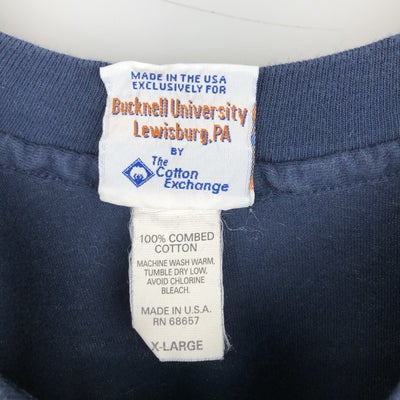 MADE IN THE USA
EXCLUSIVELY FOR
Bucknell University
Lewisburg, PA
BY
The
Cotton
Exchange
100% COMBED
COTTON
MACHINE WASH WARM,
TUMBLE DRY LOW,
AVOID CHLORINE
BLEACH.
MADE IN U.S.A.
RN 68657
X-LARGE